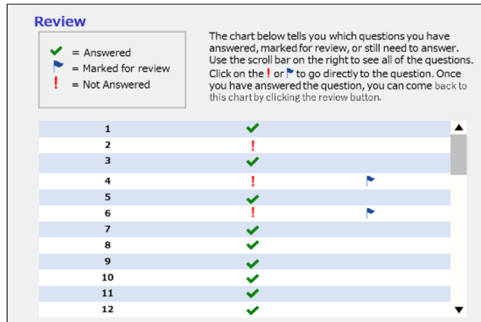 Review
= Answered
= Marked for review
! = Not Answered
The chart below tells you which questions you have
answered, marked for review, or still need to answer.
Use the scroll bar on the right to see all of the questions.
Click on the ! or to go directly to the question. Once
you have answered the question, you can come back to
this chart by clicking the review button.
1
2 !
3
4 !
5
6 !
7
8
9
10
11
12